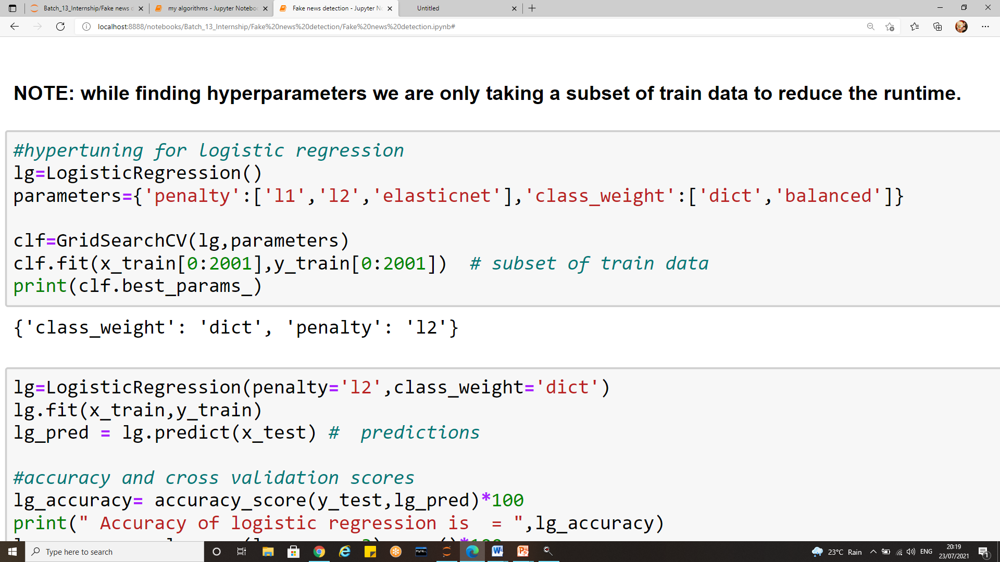 Batch_13_Internship/Fake news d
my algorithms - Jupyter Noteboo
Fake news detection - Jupyter N
Untitled
localhost:8888/notebooks/Batch_13_Internship/Fake%20news%20detection/Fake%20news%20detection.ipynb#
NOTE: while finding hyperparameters we are only taking a subset of train data to reduce the runtime.
#hypertuning for logistic regression
lg=LogisticRegression()
parameters={'penalty':['l1','l2','elasticnet'],'class_weight':['dict','balanced']}
clf=GridSearchCV(lg,parameters)
clf.fit(x_train[0:2001],y_train[0:2001])  # subset of train data
print(clf.best_params_)
{'class_weight': 'dict', 'penalty': 'l2'}
lg=LogisticRegression(penalty='l2',class_weight='dict')
lg.fit(x_train,y_train)
lg_pred = lg.predict(x_test) #  predictions
#accuracy and cross validation scores
lg_accuracy= accuracy_score(y_test,lg_pred)*100
print(" Accuracy of logistic regression is  = ",lg_accuracy)
Type here to search
23°C Rain
ENG
20:19
23/07/2021
1